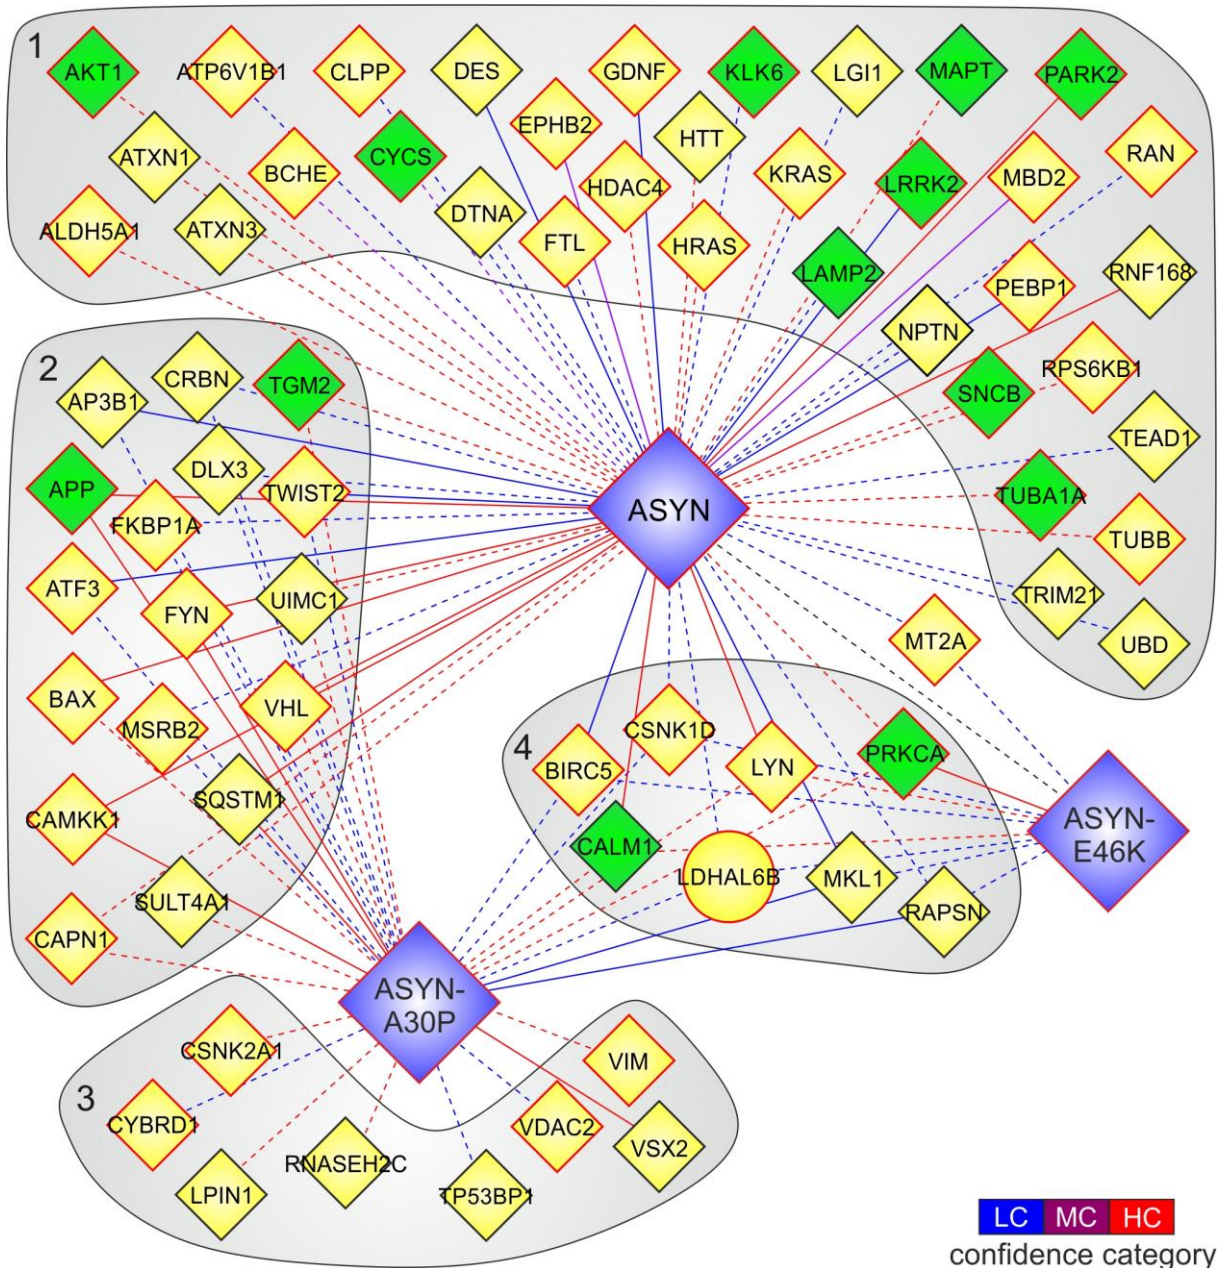 1
AKT1
ATP6V1B1
CLPP
DES
GDNF
KLK6
LGI1
MAPT
PARK2
EPHB2
HTT
RAN
ATXN1
CYCS
BCHE
HDAC4
KRAS
LRRK2
MBD2
DTNA
ALDH5A1
ATXN3
FTL
HRAS
LAMP2
PEBP1
RNF168
NPTN
RPS6KB1
SNCB
TEAD1
TUBA1A
TUBB
TRIM21
UBD
2
CRBN
TGM2
AP3B1
DLX3
APP
TWIST2
FKBP1A
ASYN
ATF3
FYN
UIMC1
MT2A
BAX
MSRB2
VHL
CAMKK1
SQSTM1
SULT4A1
CAPN1
4
CSNK1D
BIRC5
LYN
PRKCA
CALM1
LDHAL6B
MKL1
RAPSN
ASYN-
E46K
ASYN-
A30P
3
CSNK2A1
VIM
CYBRD1
VDAC2
VSX2
RNASEH2C
LPIN1
TP53BP1
LC MC HC
confidence category